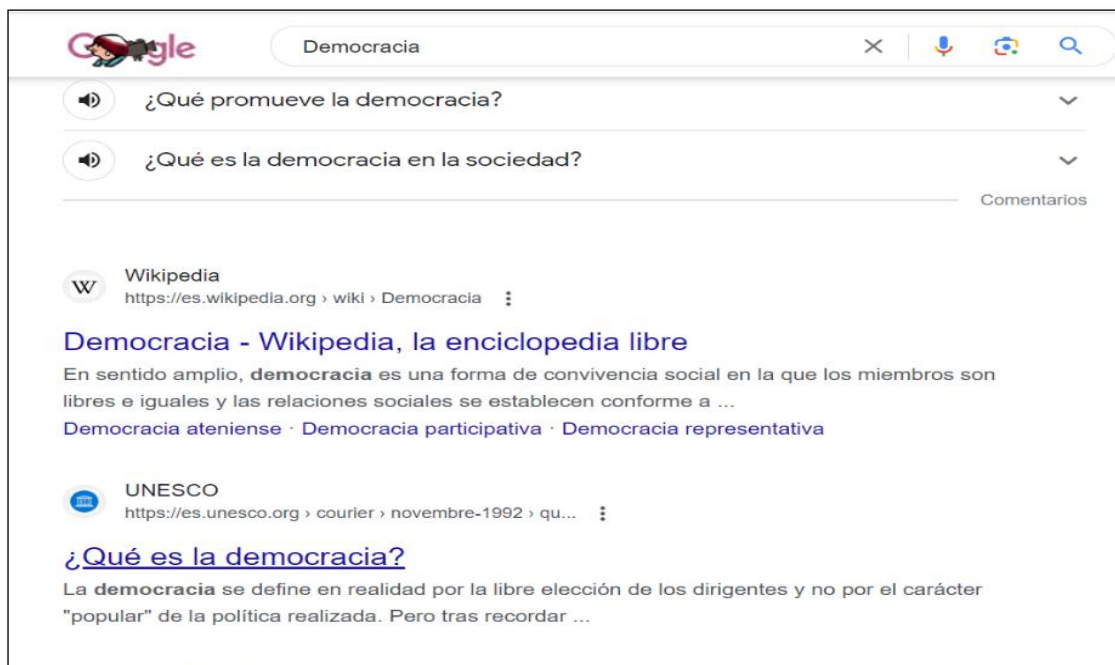 Google
Democracia
¿Qué promueve la democracia?
¿Qué es la democracia en la sociedad?
Comentarios
W
Wikipedia
https://es.wikipedia.org › wiki › Democracia
Democracia - Wikipedia, la enciclopedia libre
En sentido amplio, democracia es una forma de convivencia social en la que los miembros son
libres e iguales y las relaciones sociales se establecen conforme a ...
Democracia ateniense · Democracia participativa · Democracia representativa
UNESCO
https://es.unesco.org › courier › novembre-1992 › qu...
¿Qué es la democracia?
La democracia se define en realidad por la libre elección de los dirigentes y no por el carácter
"popular" de la política realizada. Pero tras recordar ...